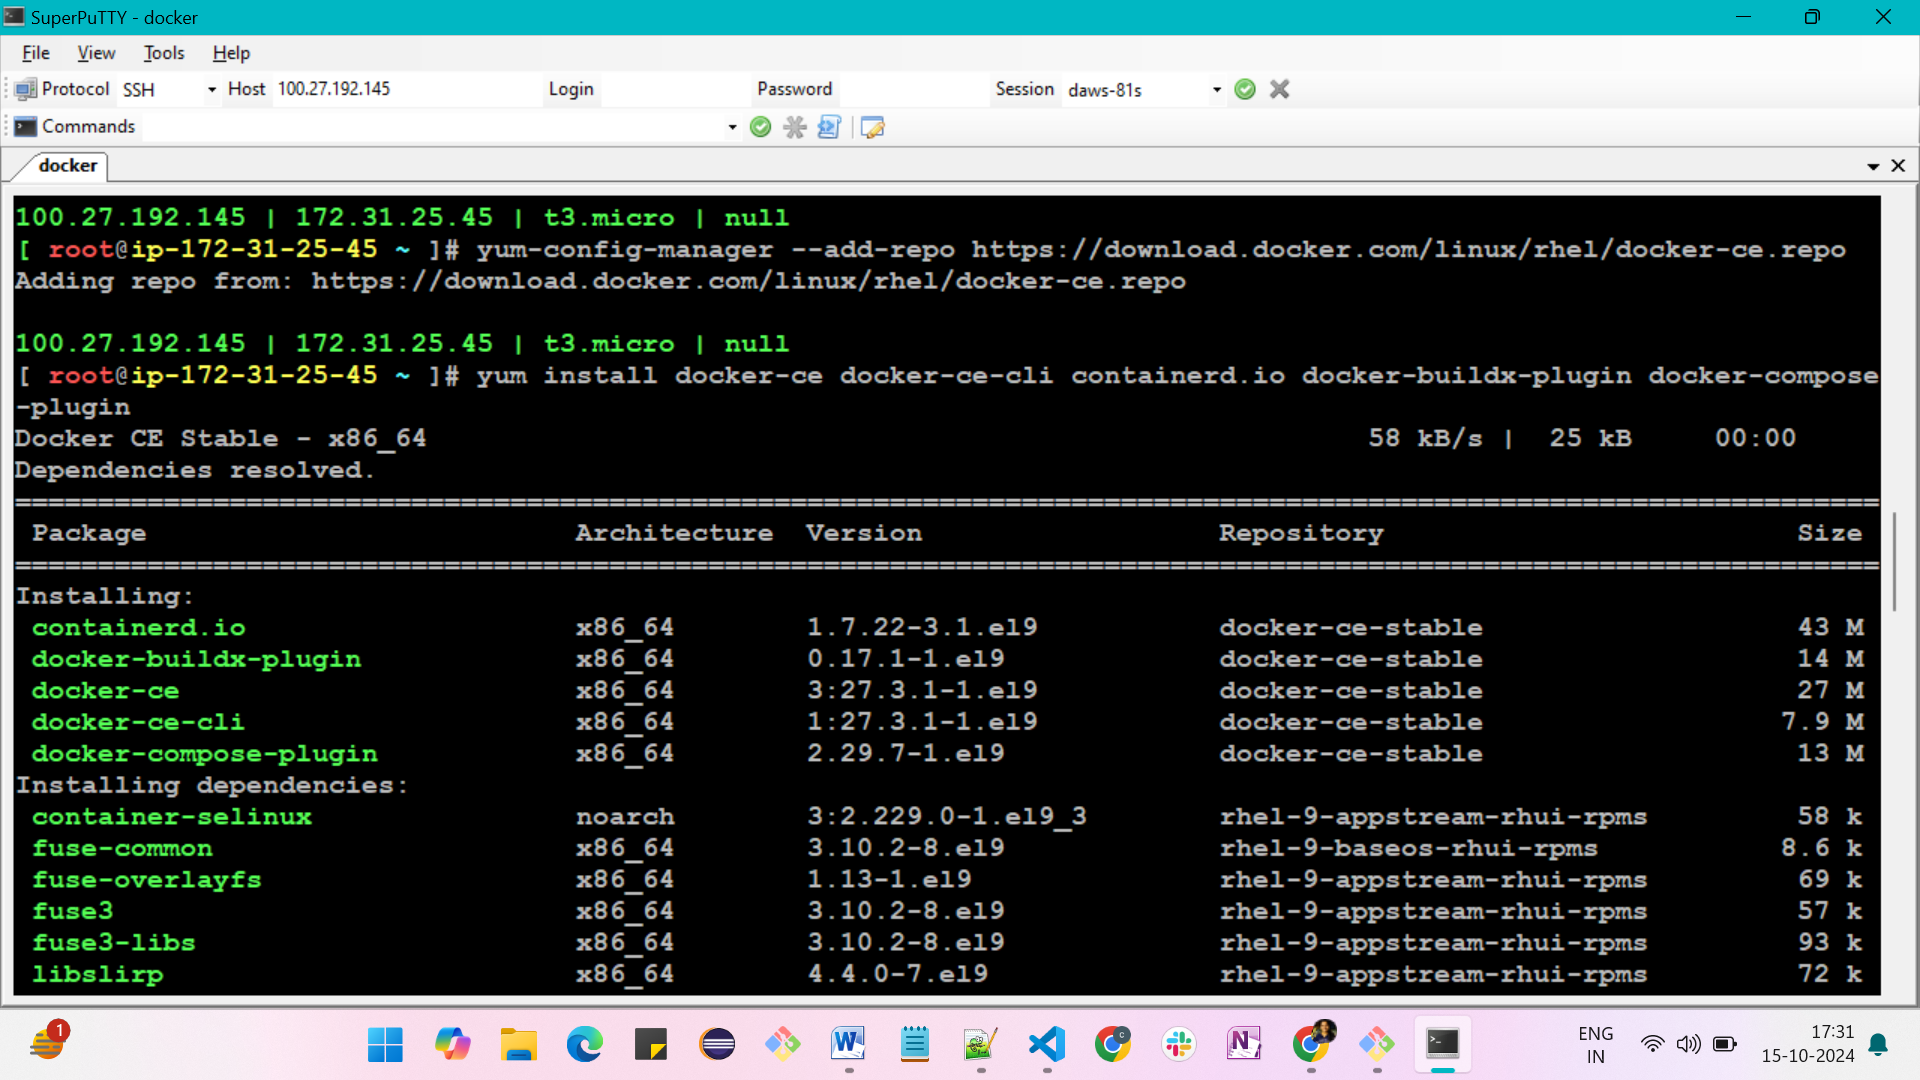 SuperPuTTY - docker
File View Tools Help
Protocol SSH Host 100.27.192.145 Login Password Session daws-81s
Commands
docker
100.27.192.145 | 172.31.25.45 | t3.micro | null
[ root@ip-172-31-25-45 ~ ]# yum-config-manager --add-repo https://download.docker.com/linux/rhel/docker-ce.repo
Adding repo from: https://download.docker.com/linux/rhel/docker-ce.repo
100.27.192.145 | 172.31.25.45 | t3.micro | null
[ root@ip-172-31-25-45 ~ ]# yum install docker-ce docker-ce-cli containerd.io docker-buildx-plugin docker-compose
-plugin
Docker CE Stable - x86_64 58 kB/s | 25 kB 00:00
Dependencies resolved.
Package Architecture Version Repository Size
Installing:
containerd.io x86_64 1.7.22-3.1.el9 docker-ce-stable 43 M
docker-buildx-plugin x86_64 0.17.1-1.el9 docker-ce-stable 14 M
docker-ce x86_64 3:27.3.1-1.el9 docker-ce-stable 27 M
docker-ce-cli x86_64 1:27.3.1-1.el9 docker-ce-stable 7.9 M
docker-compose-plugin x86_64 2.29.7-1.el9 docker-ce-stable 13 M
Installing dependencies:
container-selinux noarch 3:2.229.0-1.el9_3 rhel-9-appstream-rhui-rpms 58 k
fuse-common x86_64 3.10.2-8.el9 rhel-9-baseos-rhui-rpms 8.6 k
fuse-overlayfs x86_64 1.13-1.el9 rhel-9-appstream-rhui-rpms 69 k
fuse3 x86_64 3.10.2-8.el9 rhel-9-appstream-rhui-rpms 57 k
fuse3-libs x86_64 3.10.2-8.el9 rhel-9-appstream-rhui-rpms 93 k
libslirp x86_64 4.4.0-7.el9 rhel-9-appstream-rhui-rpms 72 k
1
ENG 17:31
IN 15-10-2024